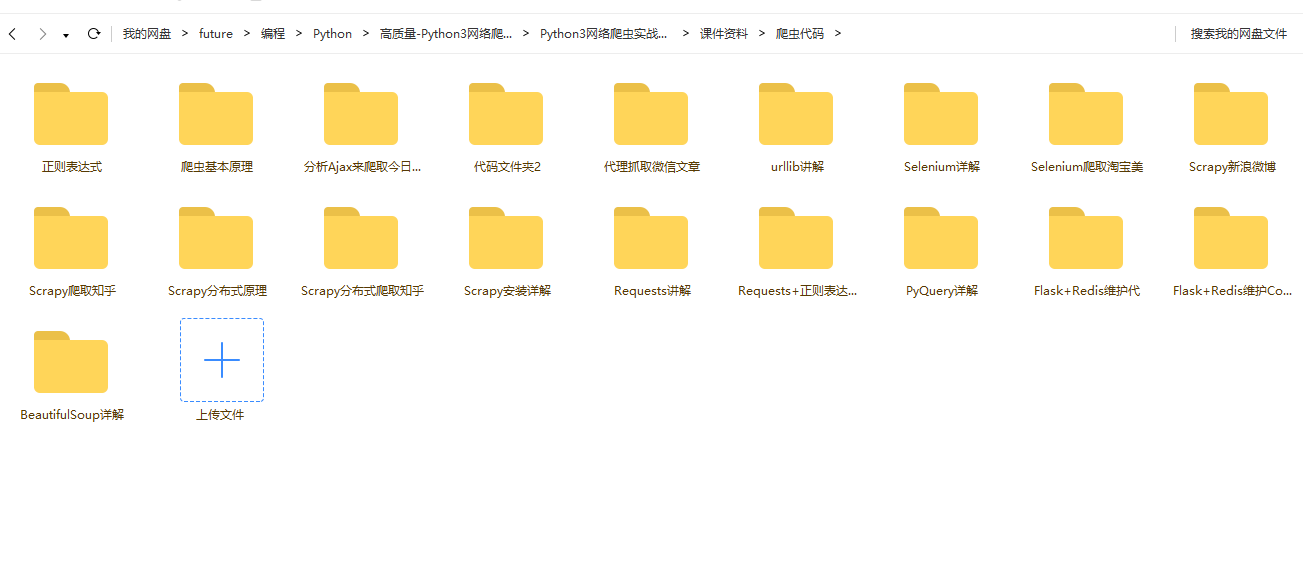 我的网盘 > future > 编程 > Python > 高质量-Python3网络爬... > Python3网络爬虫实战... > 课件资料 > 爬虫代码 > 搜索我的网盘文件
正则表达式 爬虫基本原理 分析Ajax来爬取今日... 代码文件夹2 代理抓取微信文章 urllib讲解 Selenium详解 Selenium爬取淘宝美 Scrapy新浪微博
Scrapy爬取知乎 Scrapy分布式原理 Scrapy分布式爬取知乎 Scrapy安装详解 Requests讲解 Requests+正则表达... PyQuery详解 Flask+Redis维护代 Flask+Redis维护Co...
BeautifulSoup详解 上传文件